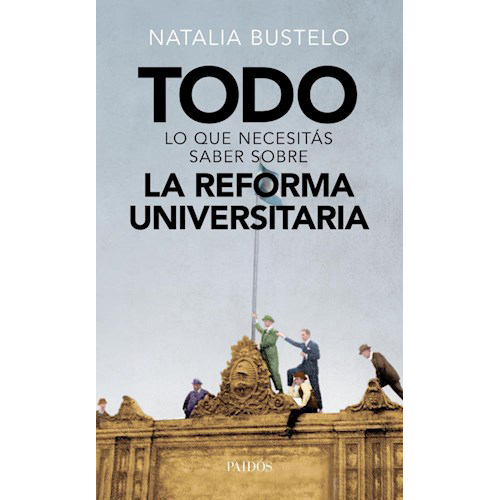 NATALIA BUSTELO
TODO
LO QUE NECESITÁS
SABER SOBRE
LA REFORMA
UNIVERSITARIA
PAIDÓS